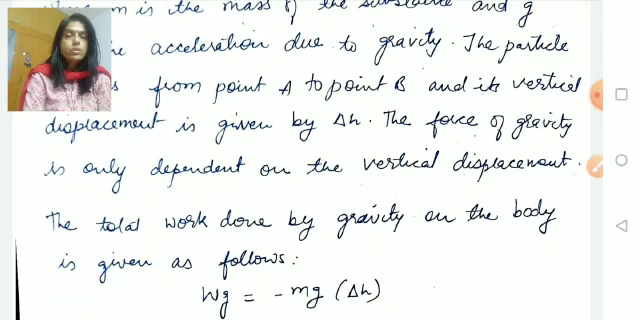 m is the mass of the substance and g
acceleration due to gravity. The particle
from point A to point B and its vertical
displacement is given by Δh. The force of gravity
is only dependent on the vertical displacement.
The total work done by gravity on the body
is given as follows:
Wg = - mg (Δh)